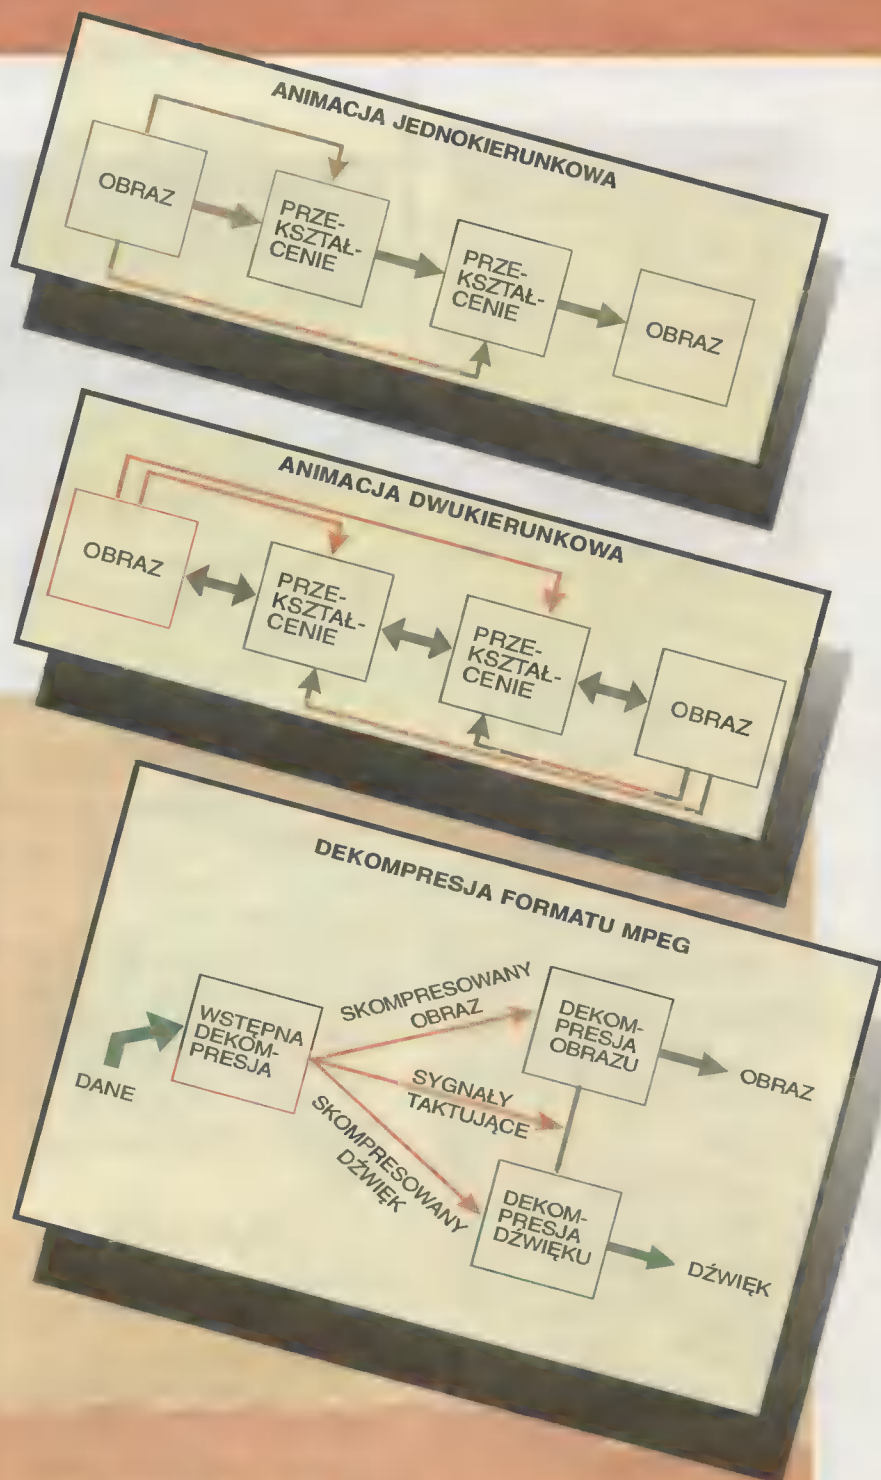 ANIMACJA JEDNOKIERUNKOWA
OBRAZ
PRZE-
KSZTAŁ-
CENIE
PRZE-
KSZTAŁ-
CENIE
OBRAZ
ANIMACJA DWUKIERUNKOWA
OBRAZ
PRZE-
KSZTAŁ-
CENIE
PRZE-
KSZTAŁ-
CENIE
OBRAZ
DEKOMPRESJA FORMATU MPEG
DANE
WSTĘPNA
DEKOM-
PRESJA
SKOMPRESOWANY
OBRAZ
SYGNAŁY
TAKTUJĄCE
SKOMPRESOWANY
DŹWIĘK
DEKOM-
PRESJA
OBRAZU
OBRAZ
DEKOM-
PRESJA
DŹWIĘKU
DŹWIĘK